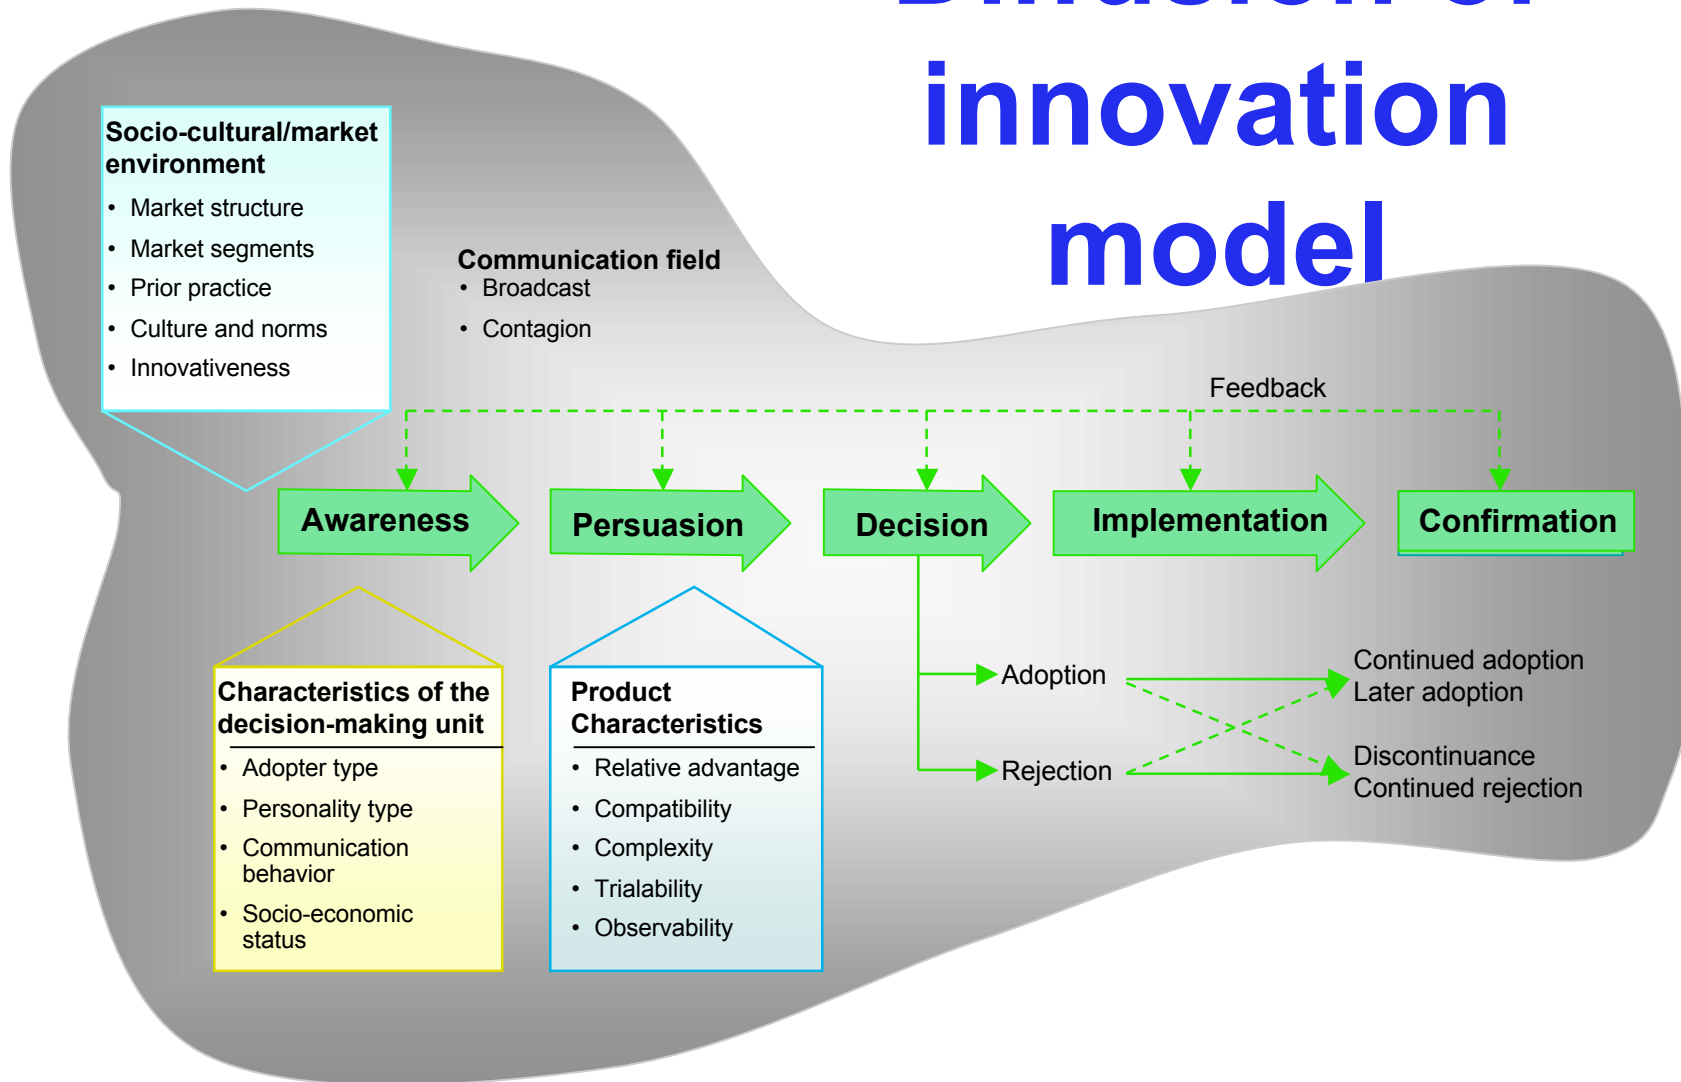 Diffusion of
innovation
model
Socio-cultural/market
environment
• Market structure
• Market segments
• Prior practice
• Culture and norms
• Innovativeness
Communication field
• Broadcast
• Contagion
Feedback
Awareness
Persuasion
Decision
Implementation
Confirmation
Characteristics of the
decision-making unit
• Adopter type
• Personality type
• Communication
behavior
• Socio-economic
status
Product
Characteristics
• Relative advantage
• Compatibility
• Complexity
• Trialability
• Observability
Adoption
Rejection
Continued adoption
Later adoption
Discontinuance
Continued rejection